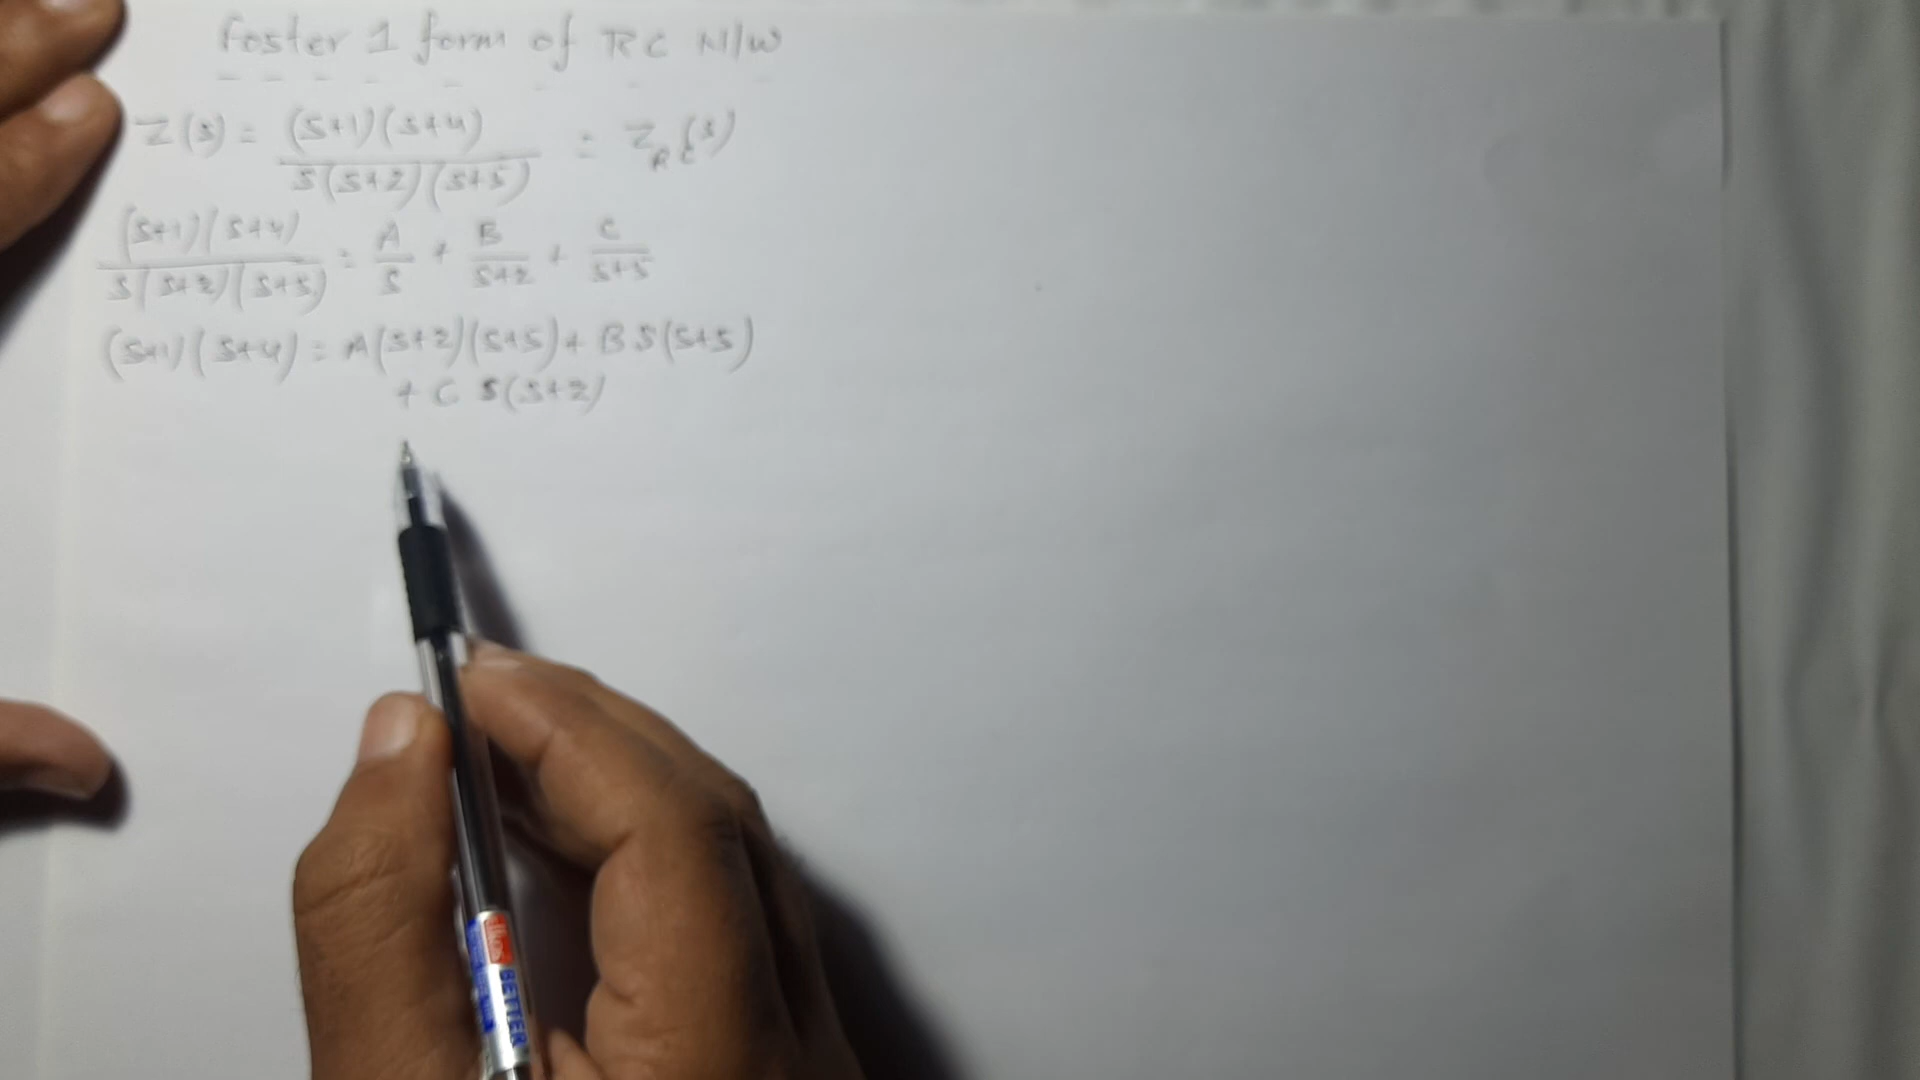 Foster 1 form of RC N/W
Z(s) = (s+1)(s+4) / s(s+2)(s+5) = Z_RC(s)
(s+1)(s+4) / s(s+2)(s+5) = A/s + B/s+2 + C/s+5
(s+1)(s+4) = A(s+2)(s+5) + B s(s+5)
+ C s(s+2)
BETTER